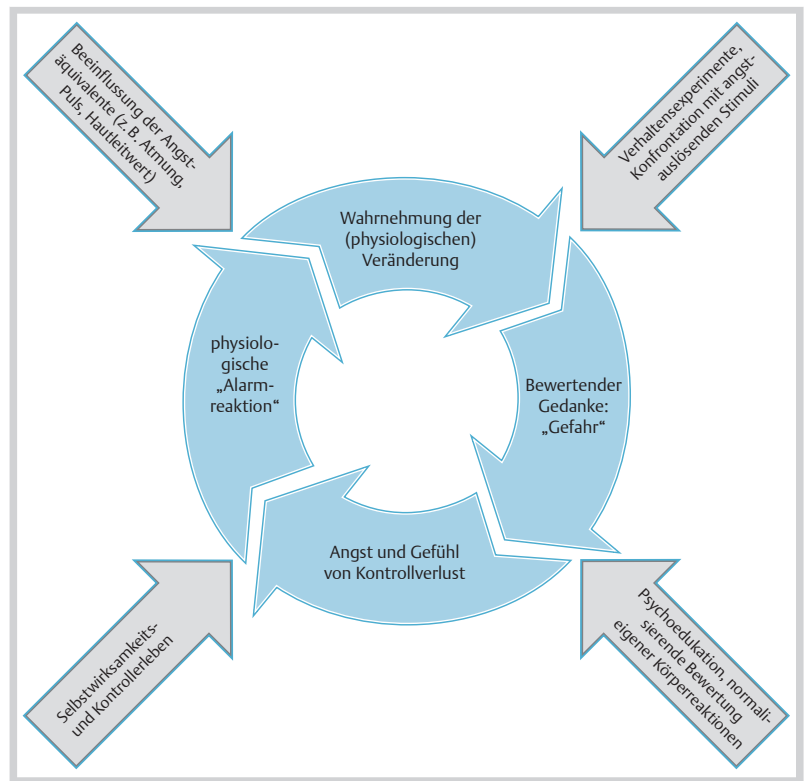 Beeinflussung der Angst-
äquivalente (z. B. Atmung,
Puls, Hautleitwert)
Verhaltensexperimente,
Konfrontation mit angst-
auslösenden Stimuli
Wahrnehmung der
(physiologischen)
Veränderung
physiolo-
gische
„Alarm-
reaktion“
Bewertender
Gedanke:
„Gefahr“
Angst und Gefühl
von Kontrollverlust
Selbstwirksamkeits-
und Kontrollerleben
Psychoedukation, normali-
sierende Bewertung
eigener Körperreaktionen